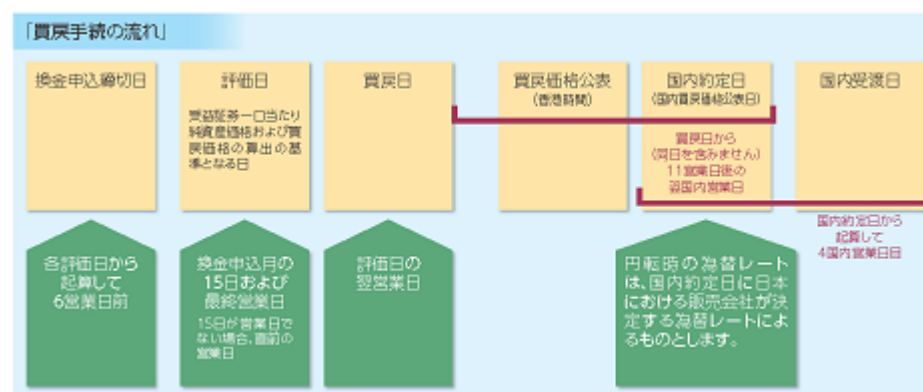 「買戻手続の流れ」
換金申込締切日
評価日
受益証券一口当たり
純資産価格および買
戻価格の算出の基
準となる日
買戻日
買戻価格公表
(香港時間)
国内約定日
(国内買戻価格公表日)
買戻日から
(同日を含みません)
11営業日後の
翌国内営業日
国内受渡日
国内約定日から
起算して
4国内営業日目
各評価日から
起算して
6営業日前
換金申込月の
15日および
最終営業日
15日が営業日で
ない場合、直前の
営業日
評価日の
翌営業日
円転時の為替レート
は、国内約定日に日本
における販売会社が決
定する為替レートによ
るものとします。